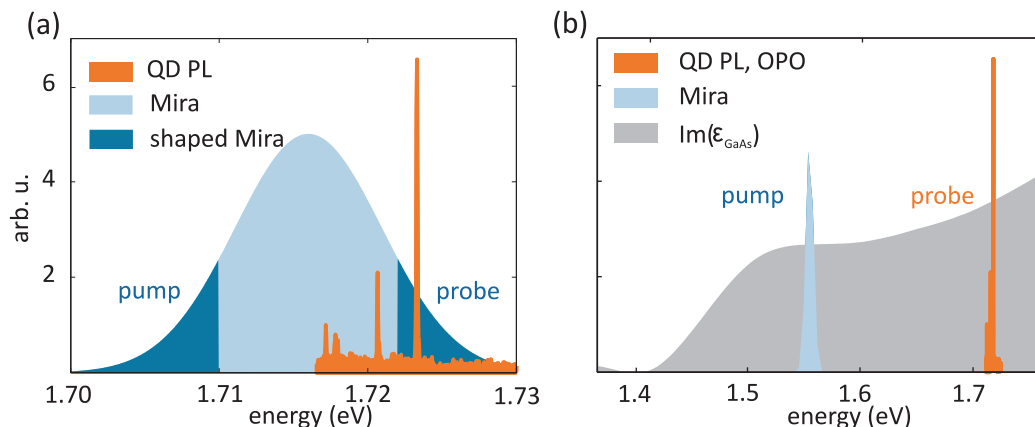 (a)
QD PL
Mira
shaped Mira
pump
probe
arb. u.
6
4
2
1.70
1.71
1.72
1.73
energy (eV)
(b)
QD PL, OPO
Mira
Im(ε_GaAs)
pump
probe
1.4
1.5
1.6
1.7
energy (eV)